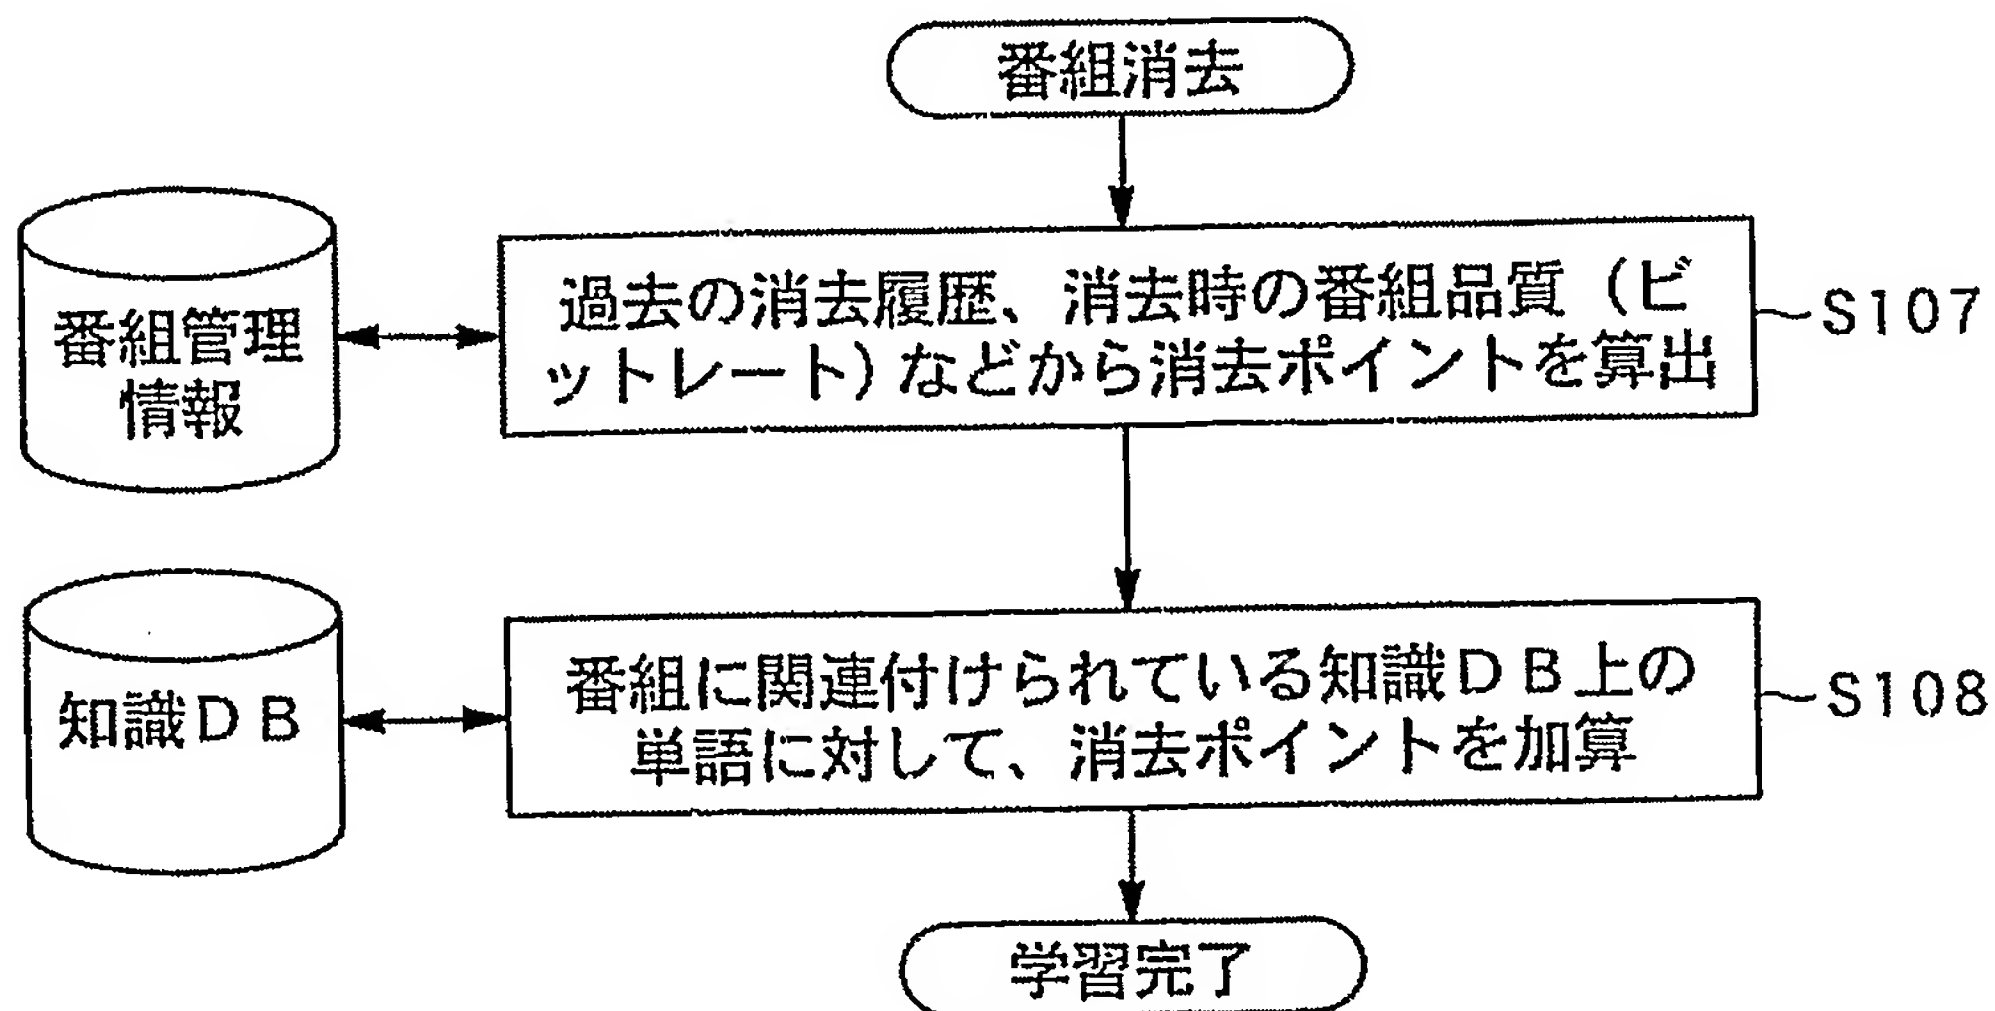 番組消去
過去の消去履歴、消去時の番組品質（ビ
ットレート）などから消去ポイントを算出
S107
番組管理
情報
番組に関連付けられている知識ＤＢ上の
単語に対して、消去ポイントを加算
S108
知識ＤＢ
学習完了